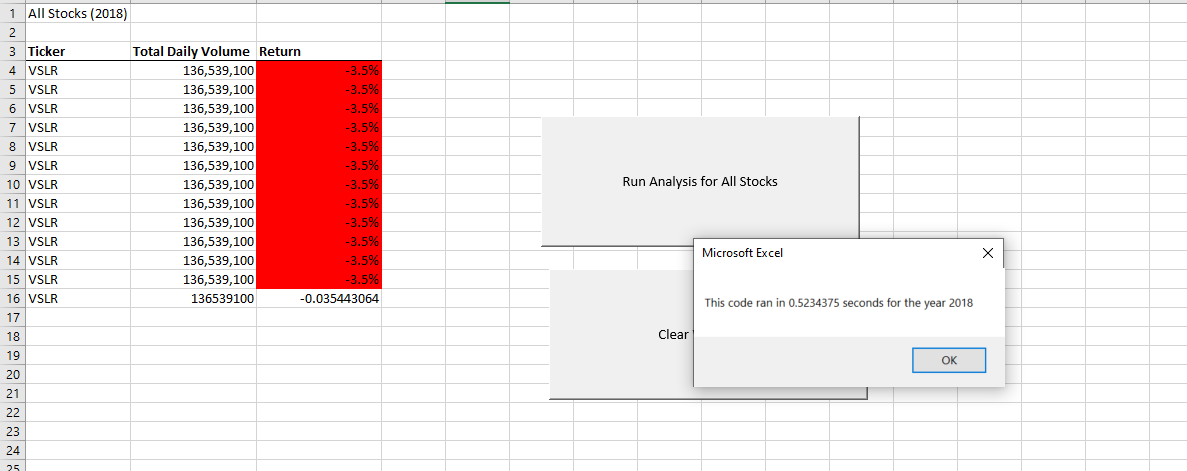 1 All Stocks (2018)
2
3 Ticker Total Daily Volume Return
4 VSLR 136,539,100 -3.5%
5 VSLR 136,539,100 -3.5%
6 VSLR 136,539,100 -3.5%
7 VSLR 136,539,100 -3.5%
8 VSLR 136,539,100 -3.5%
9 VSLR 136,539,100 -3.5%
10 VSLR 136,539,100 -3.5%
Run Analysis for All Stocks
11 VSLR 136,539,100 -3.5%
12 VSLR 136,539,100 -3.5%
13 VSLR 136,539,100 -3.5%
14 VSLR 136,539,100 -3.5%
15 VSLR 136,539,100 -3.5%
16 VSLR 136539100 -0.035443064
17
18
19
20
21
22
23
24
25
Microsoft Excel
This code ran in 0.5234375 seconds for the year 2018
Clear
OK